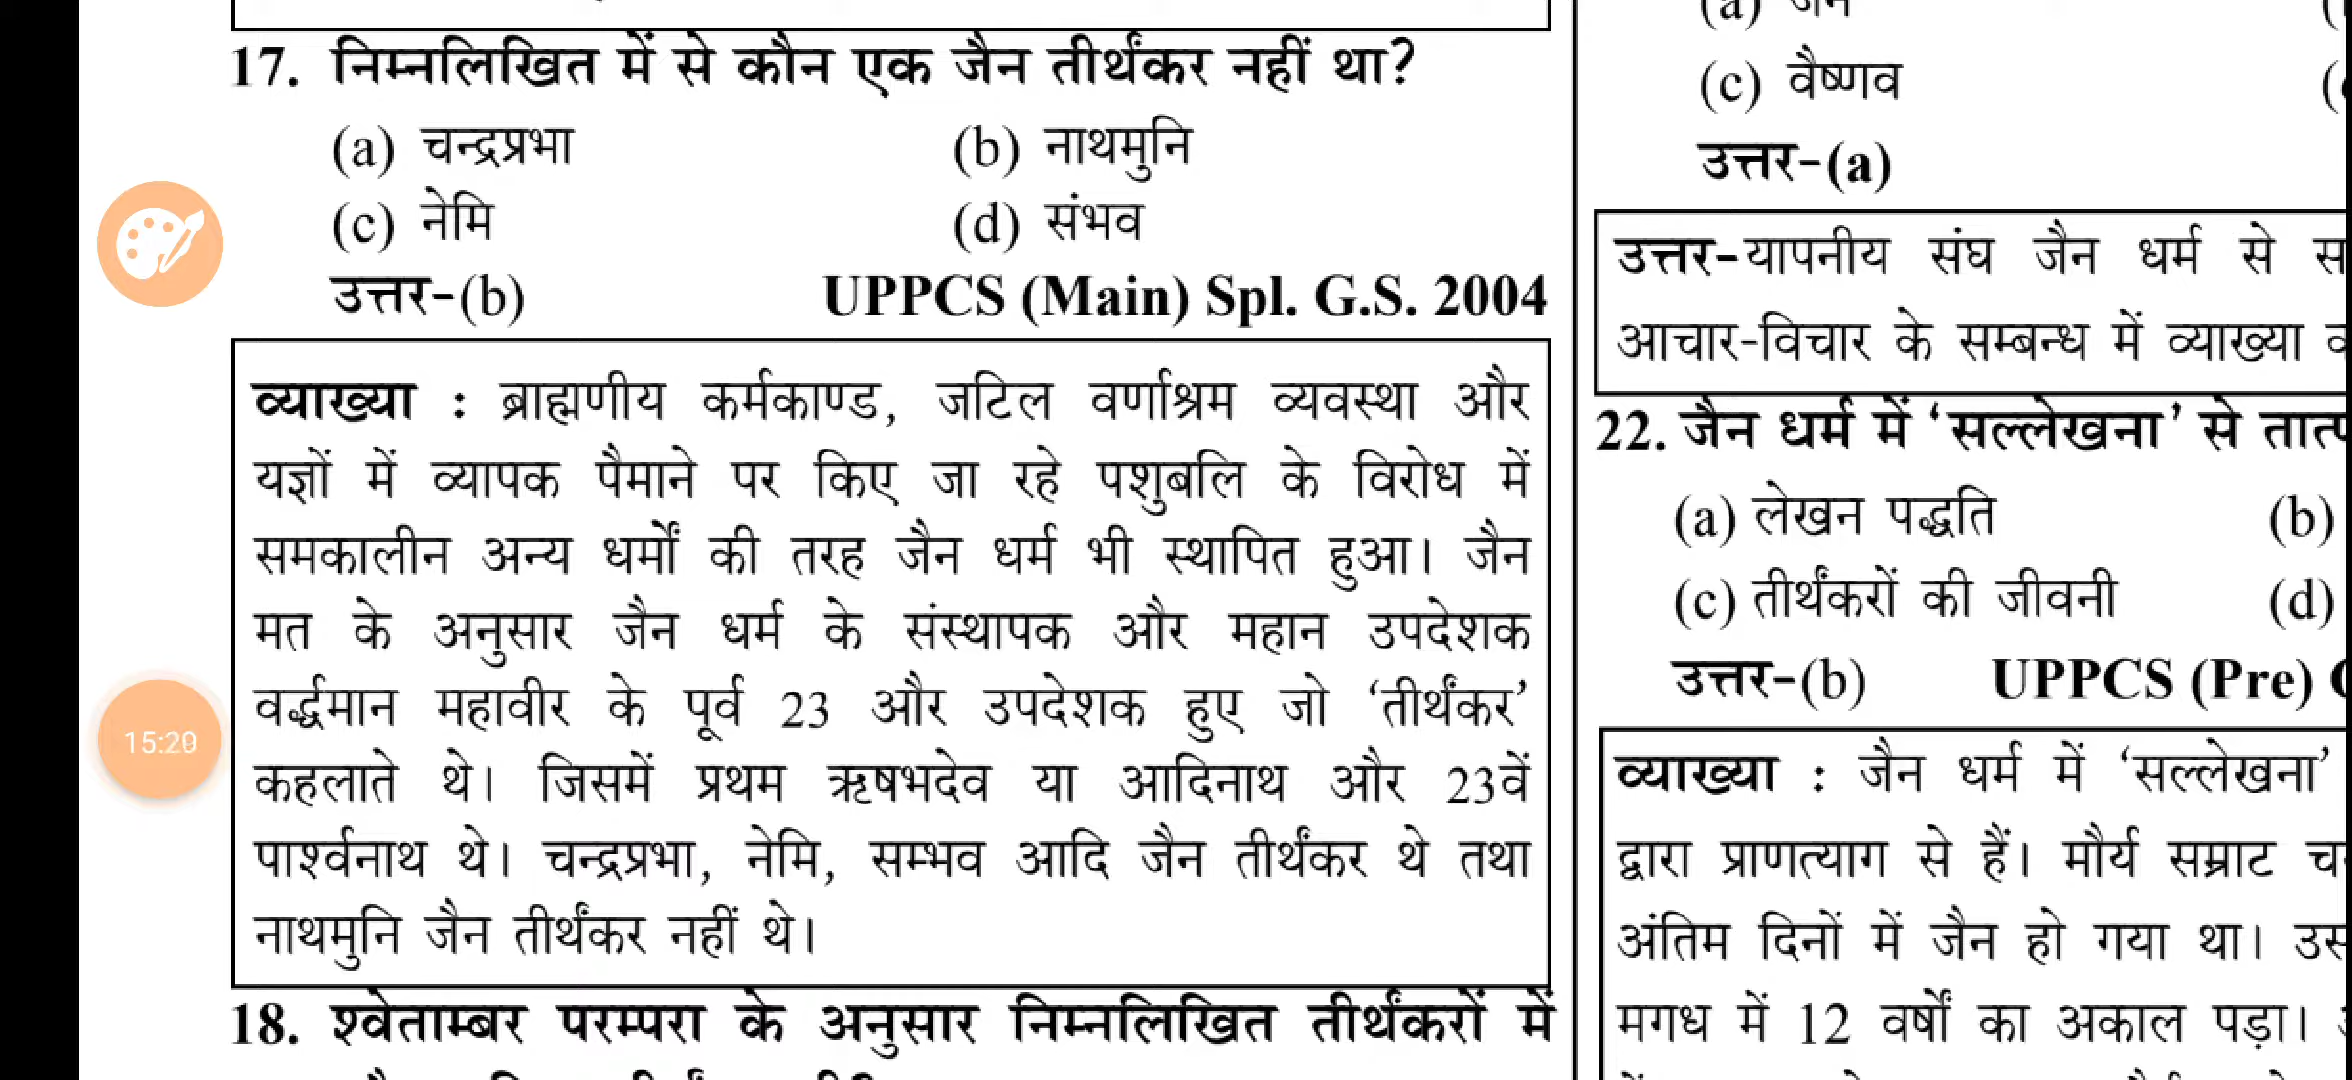 17. निम्नलिखित में से कौन एक जैन तीर्थंकर नहीं था?
(a) चन्द्रप्रभा (b) नाथमुनि
(c) नेमि (d) संभव
उत्तर-(b) UPPCS (Main) Spl. G.S. 2004
व्याख्या : ब्राह्मणीय कर्मकाण्ड, जटिल वर्णाश्रम व्यवस्था और
यज्ञों में व्यापक पैमाने पर किए जा रहे पशुबलि के विरोध में
समकालीन अन्य धर्मों की तरह जैन धर्म भी स्थापित हुआ। जैन
मत के अनुसार जैन धर्म के संस्थापक और महान उपदेशक
वर्द्धमान महावीर के पूर्व 23 और उपदेशक हुए जो ‘तीर्थंकर’
कहलाते थे। जिसमें प्रथम ऋषभदेव या आदिनाथ और 23वें
पार्श्वनाथ थे। चन्द्रप्रभा, नेमि, सम्भव आदि जैन तीर्थंकर थे तथा
नाथमुनि जैन तीर्थंकर नहीं थे।
18. श्वेताम्बर परम्परा के अनुसार निम्नलिखित तीर्थंकरों में
15:20
(c) वैष्णव
उत्तर-(a)
उत्तर-यापनीय संघ जैन धर्म से
आचार-विचार के सम्बन्ध में व्याख्या
22. जैन धर्म में ‘सल्लेखना’ से
(a) लेखन पद्धति (b)
(c) तीर्थंकरों की जीवनी (d)
उत्तर-(b) UPPCS (Pre)
व्याख्या : जैन धर्म में ‘सल्लेखना’
द्वारा प्राणत्याग से हैं। मौर्य सम्राट
अंतिम दिनों में जैन हो गया था।
मगध में 12 वर्षों का अकाल पड़ा।